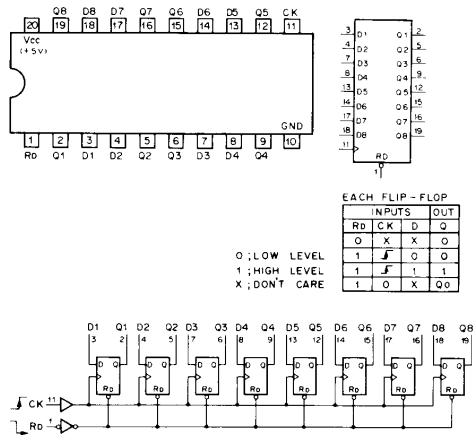 Q8 D8 D7 Q7 Q6 D6 D5 Q5 CK
20 19 18 17 16 15 14 13 12 11
Vcc
(+5V)
GND
1 2 3 4 5 6 7 8 9 10
RD Q1 D1 D2 Q2 Q3 D3 D4 Q4
3 D1 Q1 2
4 D2 Q2 5
7 D3 Q3 6
8 D4 Q4 9
13 D5 Q5 12
14 D6 Q6 15
17 D7 Q7 16
18 D8 Q8 19
11
RD
1
EACH FLIP-FLOP
INPUTS OUT
RD CK D Q
0 X X 0
1 0 0
1 1 1
1 0 X Q0
0 ; LOW LEVEL
1 ; HIGH LEVEL
X ; DON'T CARE
D1 Q1 D2 Q2 D3 Q3 D4 Q4 D5 Q5 D6 Q6 D7 Q7 D8 Q8
3 2 4 5 7 6 8 9 13 12 14 15 17 16 18 19
D Q D Q D Q D Q D Q D Q D Q D Q
RD RD RD RD RD RD RD RD
CK 11
RD 1